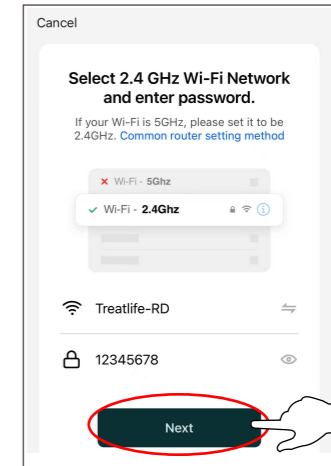 Cancel
Select 2.4 GHz Wi-Fi Network
and enter password.
If your Wi-Fi is 5GHz, please set it to be
2.4GHz. Common router setting method
Wi-Fi - 5Ghz
Wi-Fi - 2.4Ghz
Treatlife-RD
12345678
Next